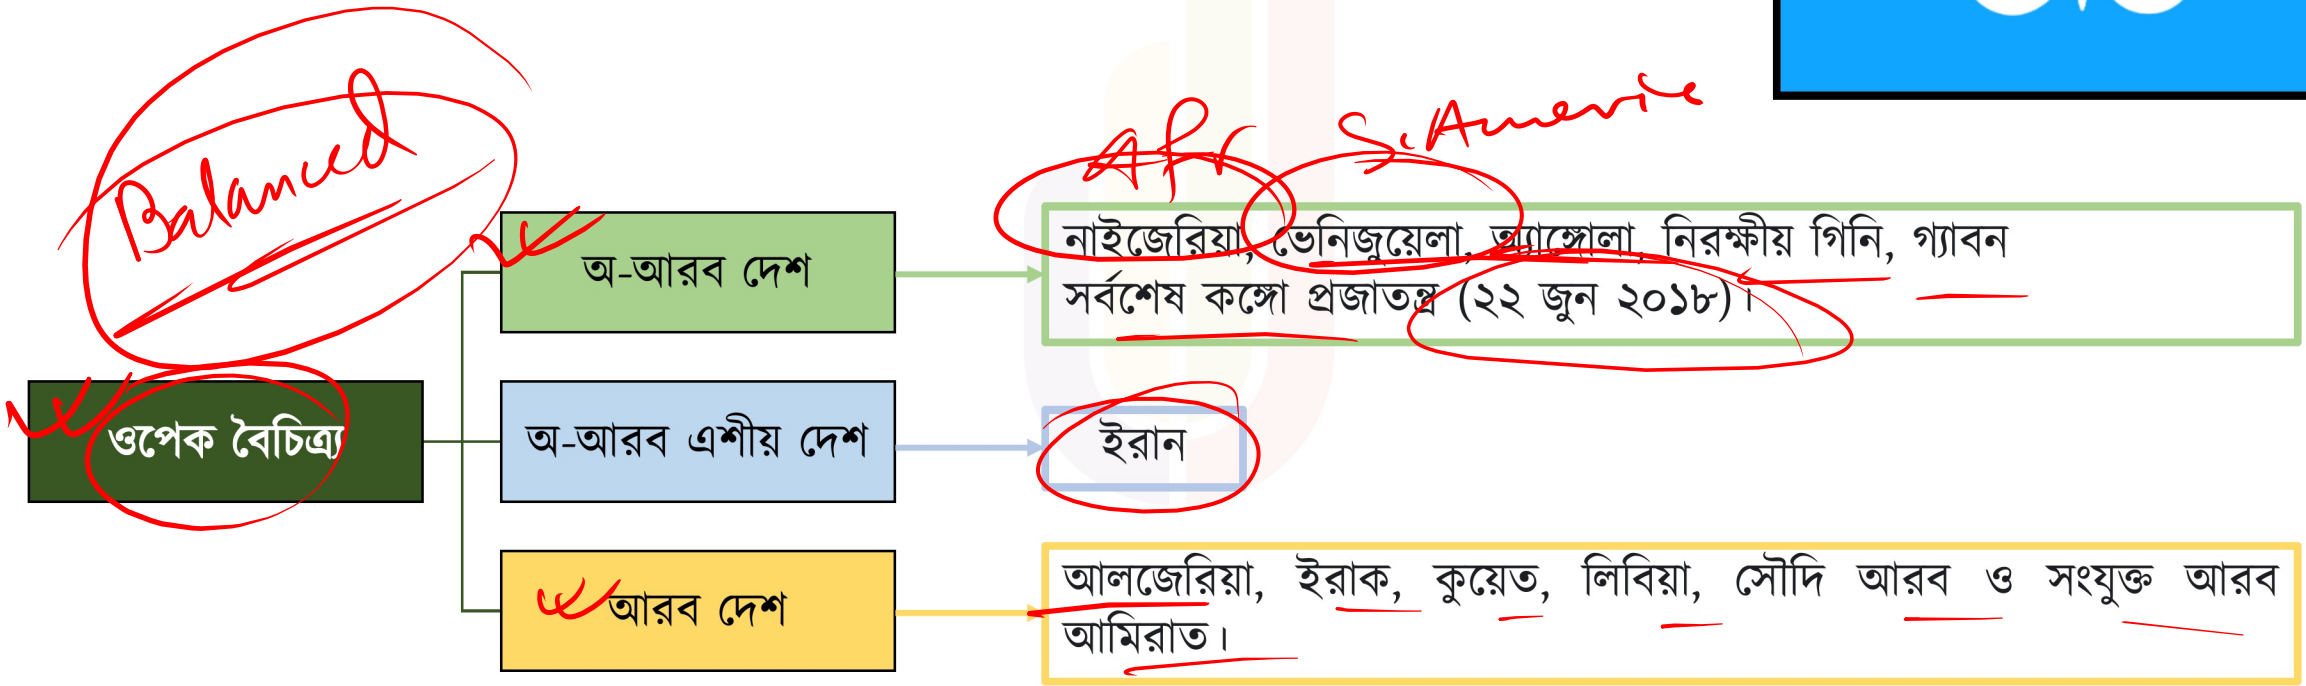 Balanced
Afr S. America
অ-আরব দেশ
নাইজেরিয়া, ভেনিজুয়েলা, অ্যাঙ্গোলা, নিরক্ষীয় গিনি, গ্যাবন
সর্বশেষ কঙ্গো প্রজাতন্ত্র (২২ জুন ২০১৮)।
ওপেক বৈচিত্র্য
অ-আরব এশীয় দেশ
ইরান
আরব দেশ
আলজেরিয়া, ইরাক, কুয়েত, লিবিয়া, সৌদি আরব ও সংযুক্ত আরব
আমিরাত।